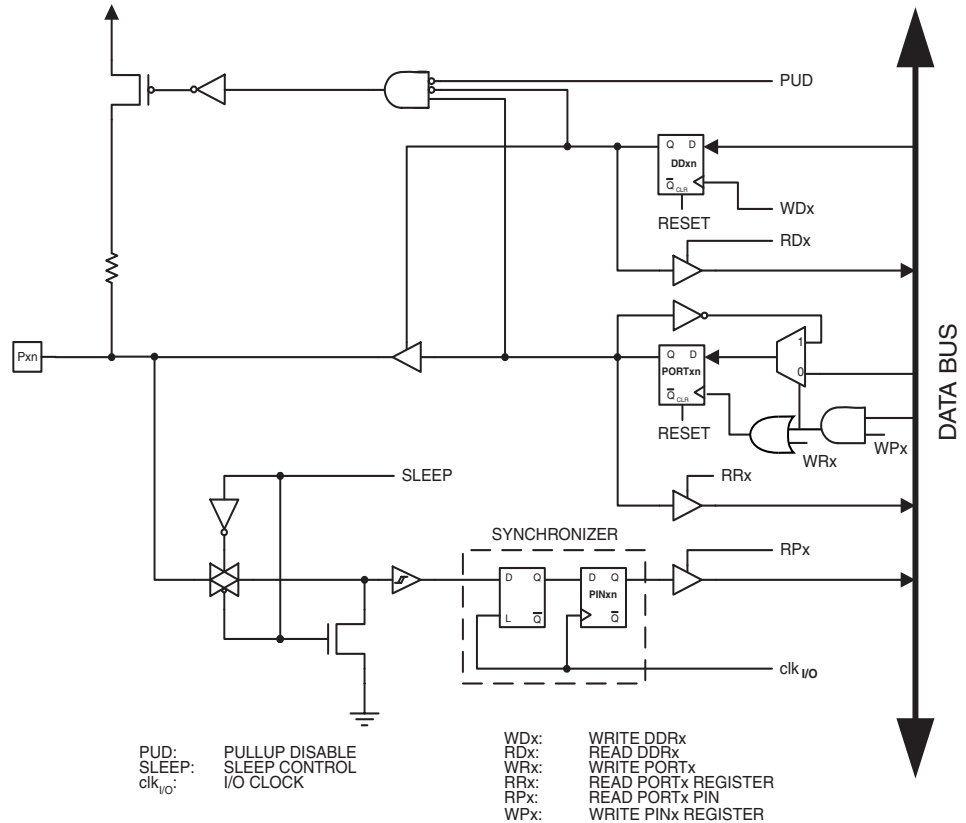 PUD
Q D
DDxn
Q CLR
WDx
RESET
RDx
Pxn
1
Q D
PORTxn
0
Q CLR
RESET
WRx
WPx
DATA BUS
SLEEP
RRx
SYNCHRONIZER
RPx
D Q
D Q
PINxn
L Q
Q
clk I/O
PUD: PULLUP DISABLE
SLEEP: SLEEP CONTROL
clkI/O: I/O CLOCK
WDx: WRITE DDRx
RDx: READ DDRx
WRx: WRITE PORTx
RRx: READ PORTx REGISTER
RPx: READ PORTx PIN
WPx: WRITE PINx REGISTER